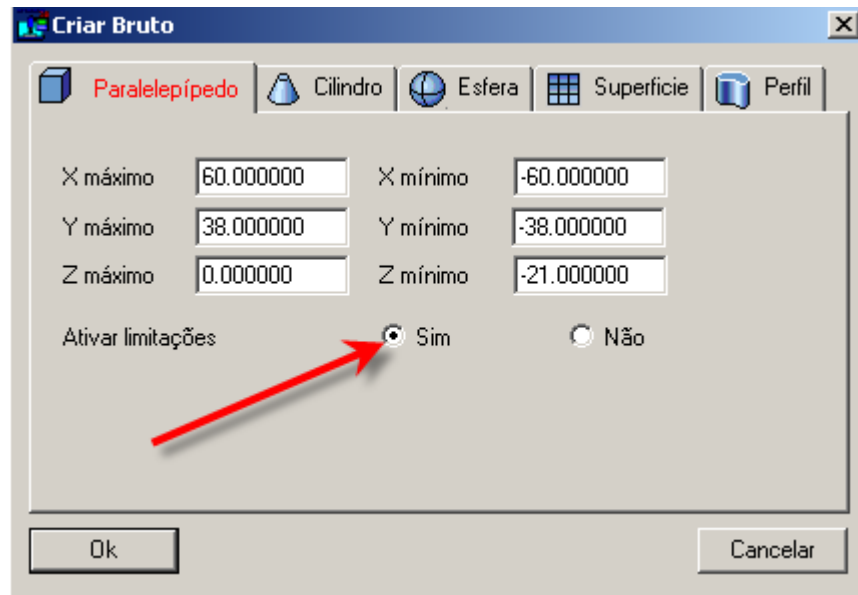 Criar Bruto
Paralelepípedo Cilindro Esfera Superficie Perfil
X máximo 60.000000 X mínimo -60.000000
Y máximo 38.000000 Y mínimo -38.000000
Z máximo 0.000000 Z mínimo -21.000000
Ativar limitações Sim Não
Ok Cancelar